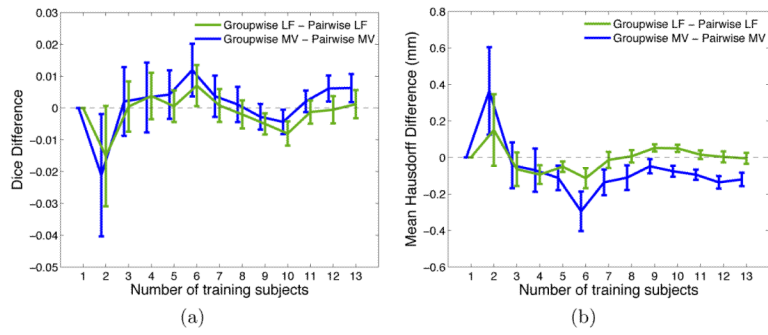 0.03
0.02
0.01
0
-0.01
-0.02
-0.03
-0.04
-0.05
Dice Difference
Groupwise LF – Pairwise LF
Groupwise MV – Pairwise MV
1 2 3 4 5 6 7 8 9 10 11 12 13
Number of training subjects
(a)
0.8
0.6
0.4
0.2
0
-0.2
-0.4
-0.6
Mean Hausdorff Difference (mm)
Groupwise LF – Pairwise LF
Groupwise MV – Pairwise MV
1 2 3 4 5 6 7 8 9 10 11 12 13
Number of training subjects
(b)